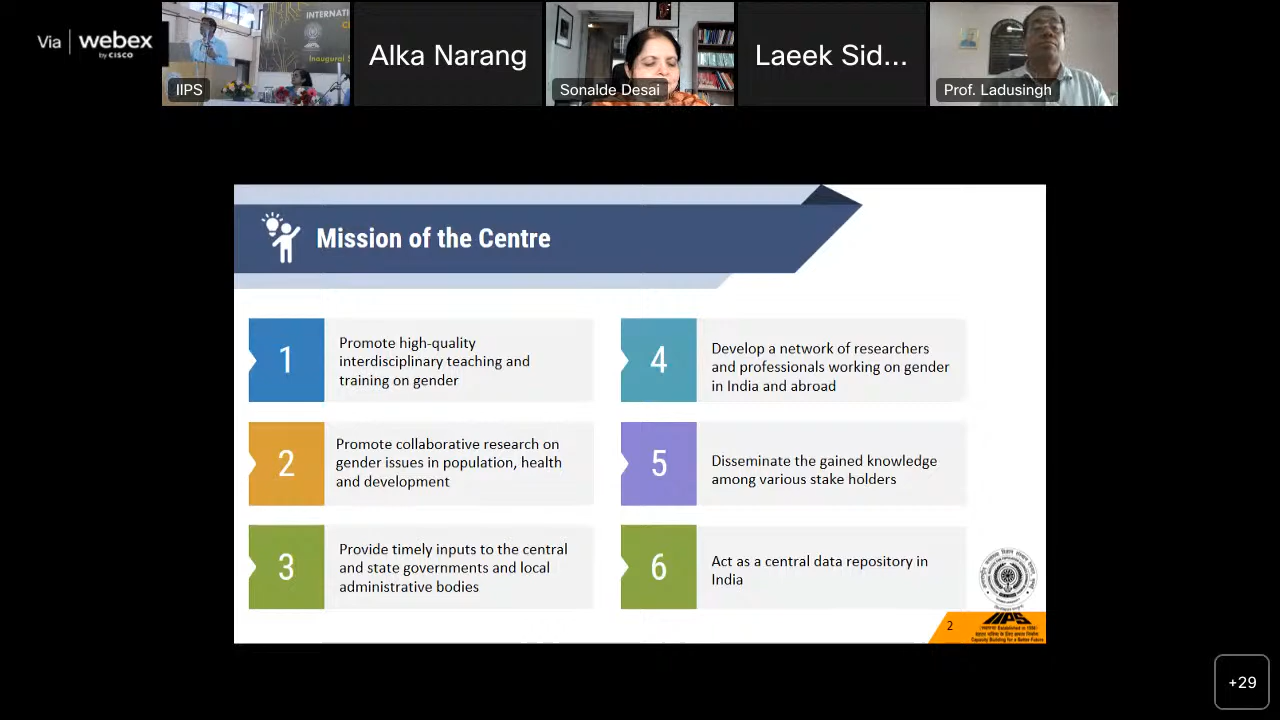 Via webex
by CISCO
INTERNATI
Inaugural S
IIPS
Alka Narang
Sonalde Desai
Laeek Sid...
Prof. Ladusingh
Mission of the Centre
1
Promote high-quality
interdisciplinary teaching and
training on gender
2
Promote collaborative research on
gender issues in population, health
and development
3
Provide timely inputs to the central
and state governments and local
administrative bodies
4
Develop a network of researchers
and professionals working on gender
in India and abroad
5
Disseminate the gained knowledge
among various stake holders
6
Act as a central data repository in
India
2
IIPS
Capacity Building for a Better Future
+29